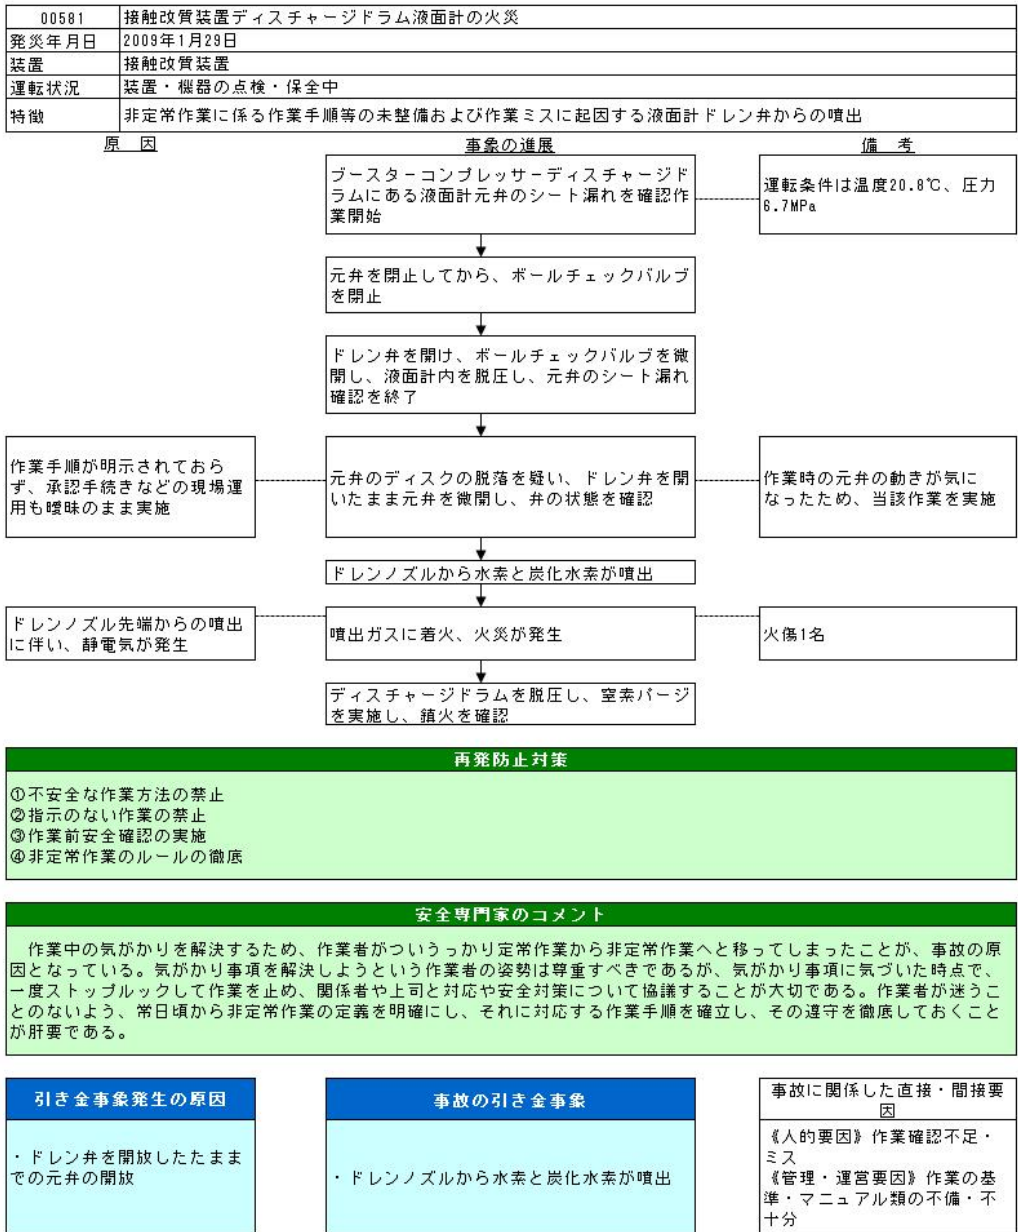 00581 接触改質装置ディスチャージドラム液面計の火災
発災年月日 2009年1月29日
装置 接触改質装置
運転状況 装置・機器の点検・保全中
特徴 非定常作業に係る作業手順等の未整備および作業ミスに起因する液面計ドレン弁からの噴出
原 因 事象の進展 備 考
ブースターコンプレッサーディスチャージド
ラムにある液面計元弁のシート漏れを確認作
業開始
運転条件は温度20.8℃、圧力
6.7MPa
元弁を閉止してから、ボールチェックバルブ
を閉止
ドレン弁を開け、ボールチェックバルブを微
開し、液面計内を脱圧し、元弁のシート漏れ
確認を終了
作業手順が明示されておら
ず、承認手続きなどの現場運
用も曖昧のまま実施
元弁のディスクの脱落を疑い、ドレン弁を開
いたまま元弁を微開し、弁の状態を確認
作業時の元弁の動きが気に
なったため、当該作業を実施
ドレンノズルから水素と炭化水素が噴出
ドレンノズル先端からの噴出
に伴い、静電気が発生
噴出ガスに着火、火災が発生
火傷1名
ディスチャージドラムを脱圧し、窒素パージ
を実施し、鎮火を確認
再発防止対策
①不安全な作業方法の禁止
②指示のない作業の禁止
③作業前安全確認の実施
④非定常作業のルールの徹底
安全専門家のコメント
作業中の気がかりを解決するため、作業者がついうっかり定常作業から非定常作業へと移ってしまったことが、事故の原
因となっている。気がかり事項を解決しようという作業者の姿勢は尊重すべきであるが、気がかり事項に気づいた時点で、
一度ストップルックして作業を止め、関係者や上司と対応や安全対策について協議することが大切である。作業者が迷うこ
とのないよう、常日頃から非定常作業の定義を明確にし、それに対応する作業手順を確立し、その遵守を徹底しておくこと
が肝要である。
引き金事象発生の原因
・ドレン弁を開放したたまま
での元弁の開放
事故の引き金事象
・ドレンノズルから水素と炭化水素が噴出
事故に関係した直接・間接要
因
《人的要因》作業確認不足・
ミス
《管理・運営要因》作業の基
準・マニュアル類の不備・不
十分